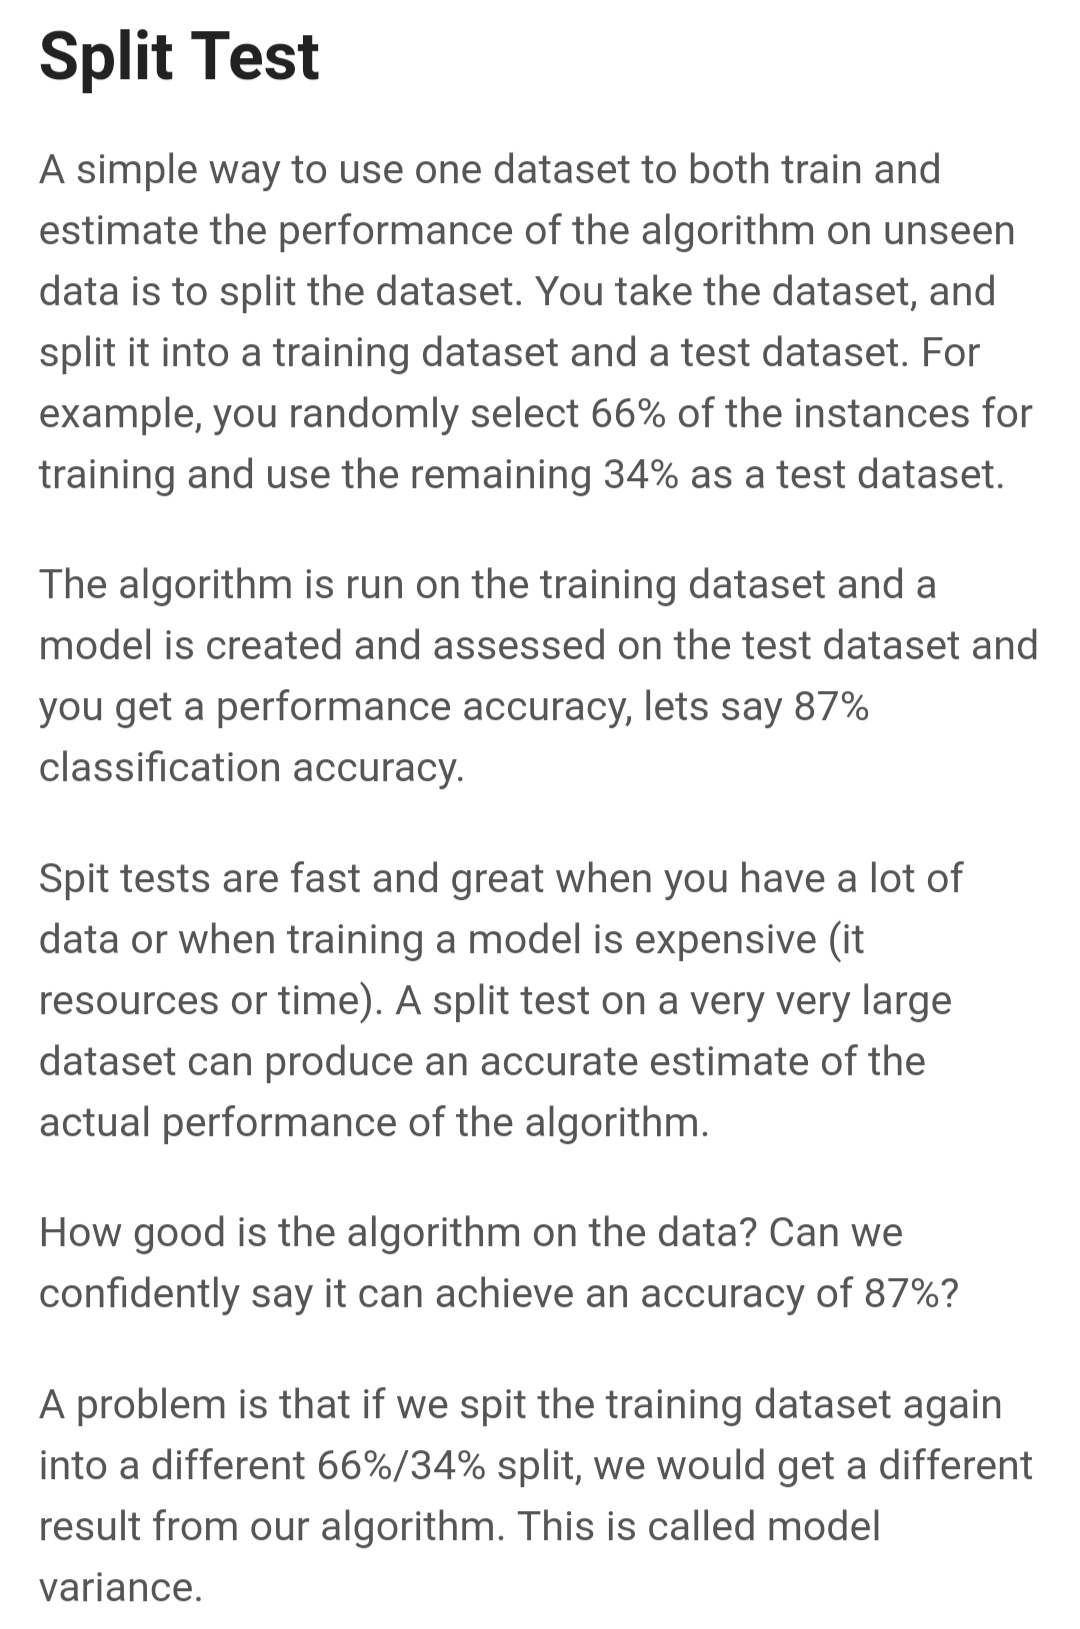 Split Test
A simple way to use one dataset to both train and
estimate the performance of the algorithm on unseen
data is to split the dataset. You take the dataset, and
split it into a training dataset and a test dataset. For
example, you randomly select 66% of the instances for
training and use the remaining 34% as a test dataset.
The algorithm is run on the training dataset and a
model is created and assessed on the test dataset and
you get a performance accuracy, lets say 87%
classification accuracy.
Spit tests are fast and great when you have a lot of
data or when training a model is expensive (it
resources or time). A split test on a very very large
dataset can produce an accurate estimate of the
actual performance of the algorithm.
How good is the algorithm on the data? Can we
confidently say it can achieve an accuracy of 87%?
A problem is that if we spit the training dataset again
into a different 66%/34% split, we would get a different
result from our algorithm. This is called model
variance.